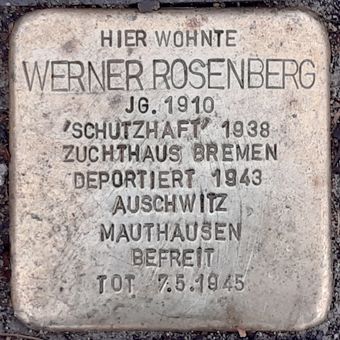 HIER WOHNTE
WERNER ROSENBERG
JG. 1910
'SCHUTZHAFT' 1938
ZUCHTHAUS BREMEN
DEPORTIERT 1943
AUSCHWITZ
MAUTHAUSEN
BEFREIT
TOT 7.5.1945